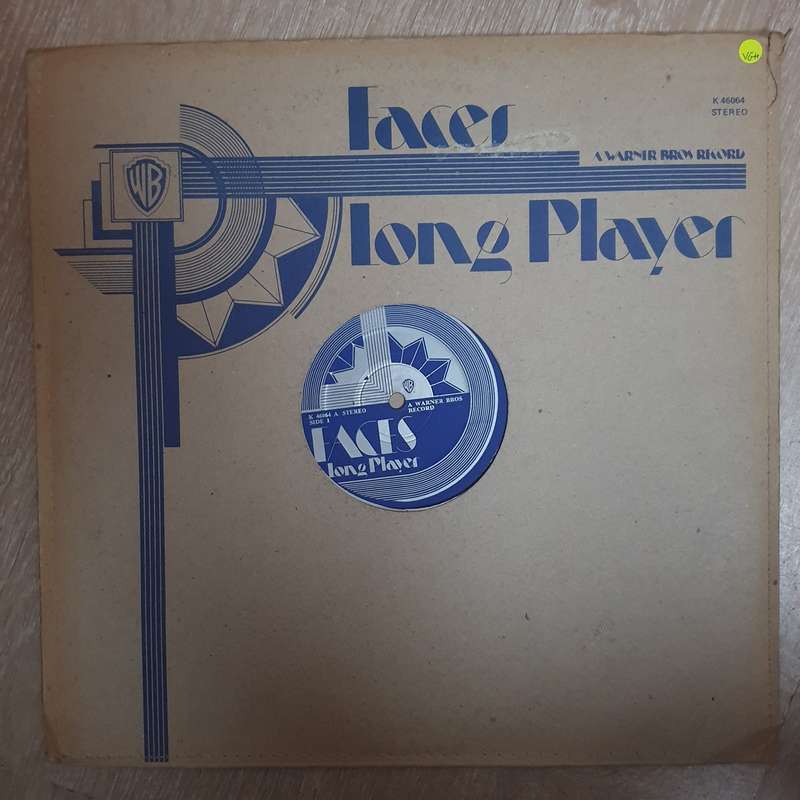 VG+
Faces
K 46064
STEREO
A WARNER BROS RECORD
long Player
WB
WB
K 46064 A STEREO
SIDE 1
A WARNER BROS
RECORD
FACES
long Player